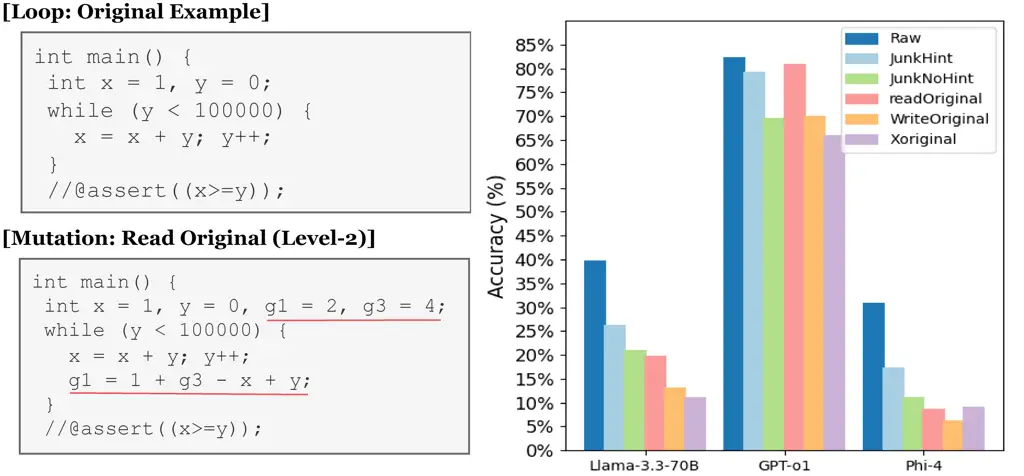 [Loop: Original Example]
int main() {
int x = 1, y = 0;
while (y < 100000) {
x = x + y; y++;
}
//@assert((x>=y));
[Mutation: Read Original (Level-2)]
int main() {
int x = 1, y = 0, g1 = 2, g3 = 4;
while (y < 100000) {
x = x + y; y++;
g1 = 1 + g3 - x + y;
}
//@assert((x>=y));
Accuracy (%)
85%
80%
75%
70%
65%
60%
55%
50%
45%
40%
35%
30%
25%
20%
15%
10%
5%
0%
Raw
JunkHint
JunkNoHint
readOriginal
WriteOriginal
Xoriginal
Llama-3.3-70B
GPT-o1
Phi-4